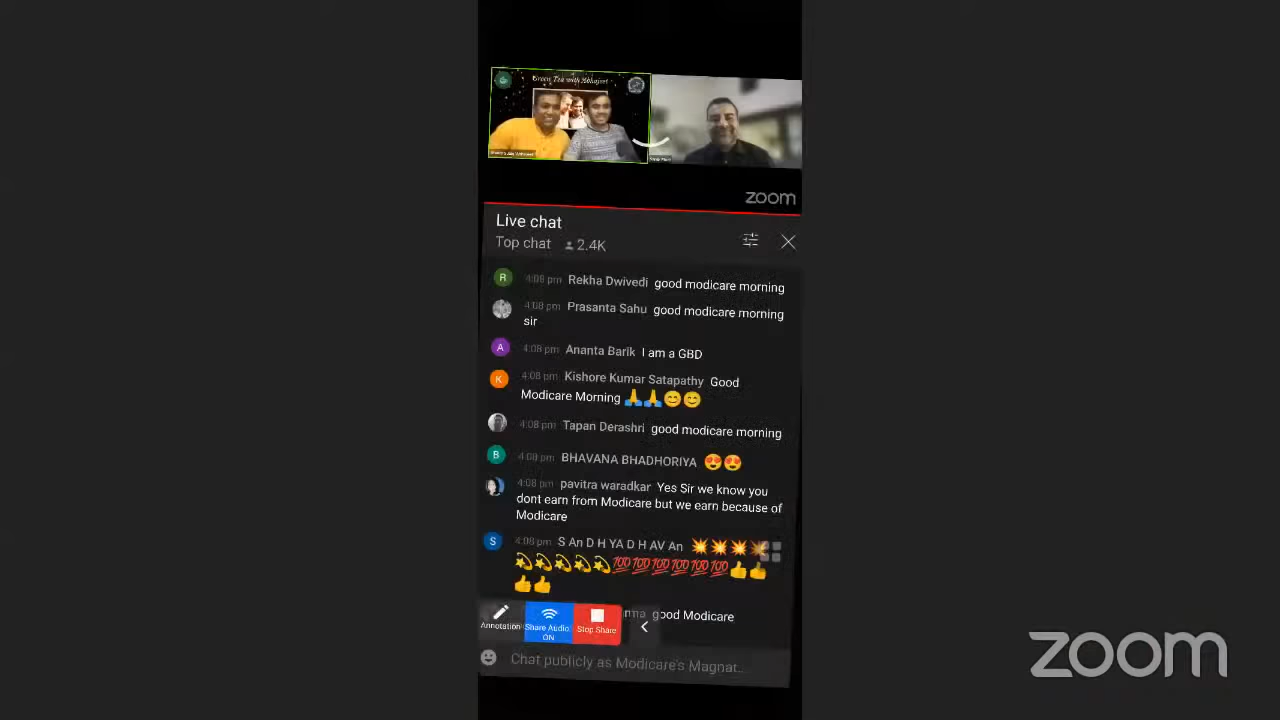 Green Tea with Abhajeet
zoom
Live chat
Top chat 2.4K
R 4:08 pm Rekha Dwivedi good modicare morning
4:08 pm Prasanta Sahu good modicare morning
sir
A 4:08 pm Ananta Barik I am a GBD
K 4:08 pm Kishore Kumar Satapathy Good
Modicare Morning 🙏🙏😊😊
4:08 pm Tapan Derashri good modicare morning
B 4:08 pm BHAVANA BHADHORIYA 😍😍
4:08 pm pavitra waradkar Yes Sir we know you
dont earn from Modicare but we earn because of
Modicare
S 4:08 pm S An D H YA D H AV An 💥💥💥💥
💫💫💫💫💫💯💯💯💯💯💯👍👍
👍👍
good Modicare
Annotation
Share Audio:
ON
Stop Share
Chat publicly as Modicare's Magnat...
zoom